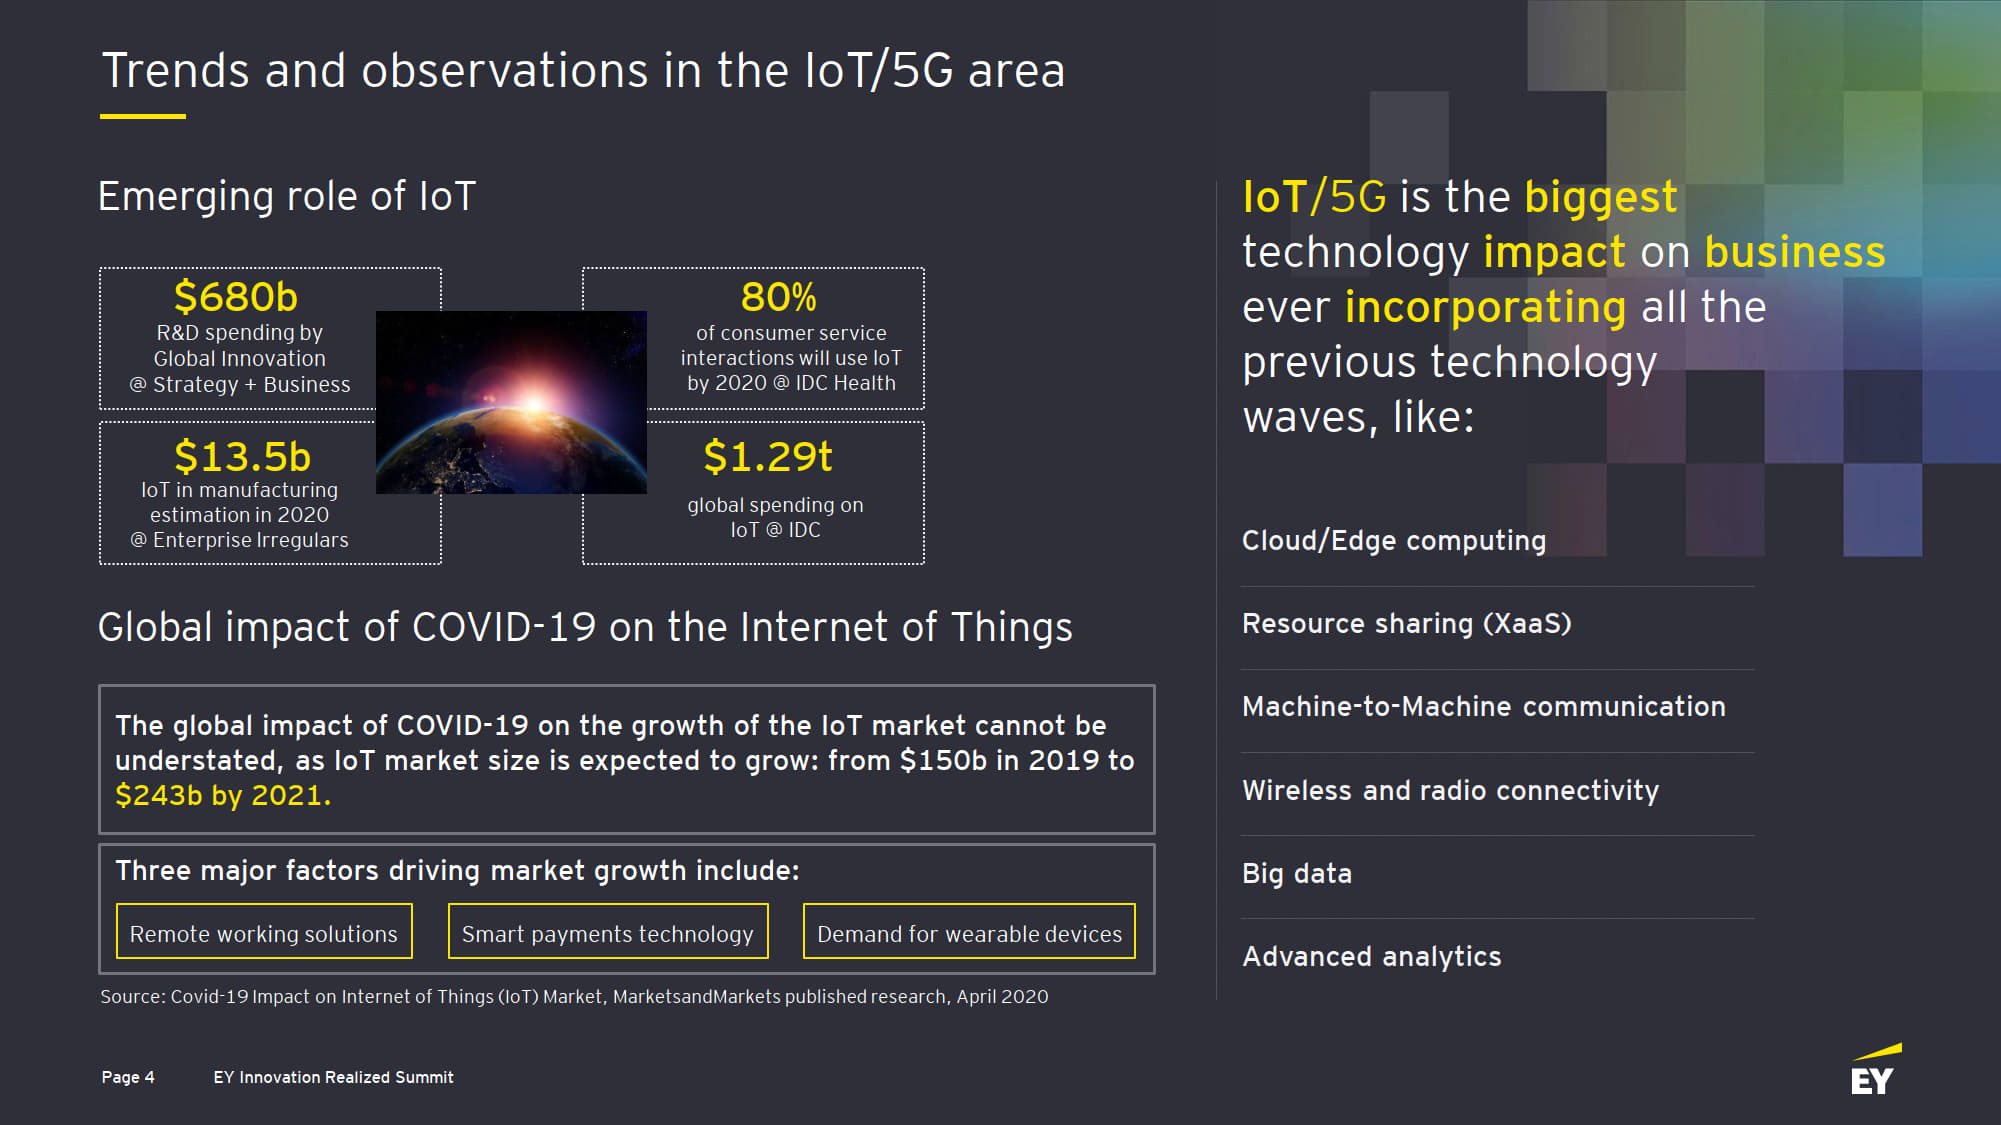 Trends and observations in the IoT/5G area
Emerging role of IoT
$680b
R&D spending by
Global Innovation
@ Strategy + Business
80%
of consumer service
interactions will use IoT
by 2020 @ IDC Health
$13.5b
IoT in manufacturing
estimation in 2020
@ Enterprise Irregulars
$1.29t
global spending on
IoT @ IDC
Global impact of COVID-19 on the Internet of Things
The global impact of COVID-19 on the growth of the IoT market cannot be
understated, as IoT market size is expected to grow: from $150b in 2019 to
$243b by 2021.
Three major factors driving market growth include:
Remote working solutions
Smart payments technology
Demand for wearable devices
Source: Covid-19 Impact on Internet of Things (IoT) Market, MarketsandMarkets published research, April 2020
IoT/5G is the biggest
technology impact on business
ever incorporating all the
previous technology
waves, like:
Cloud/Edge computing
Resource sharing (XaaS)
Machine-to-Machine communication
Wireless and radio connectivity
Big data
Advanced analytics
Page 4
EY Innovation Realized Summit
EY